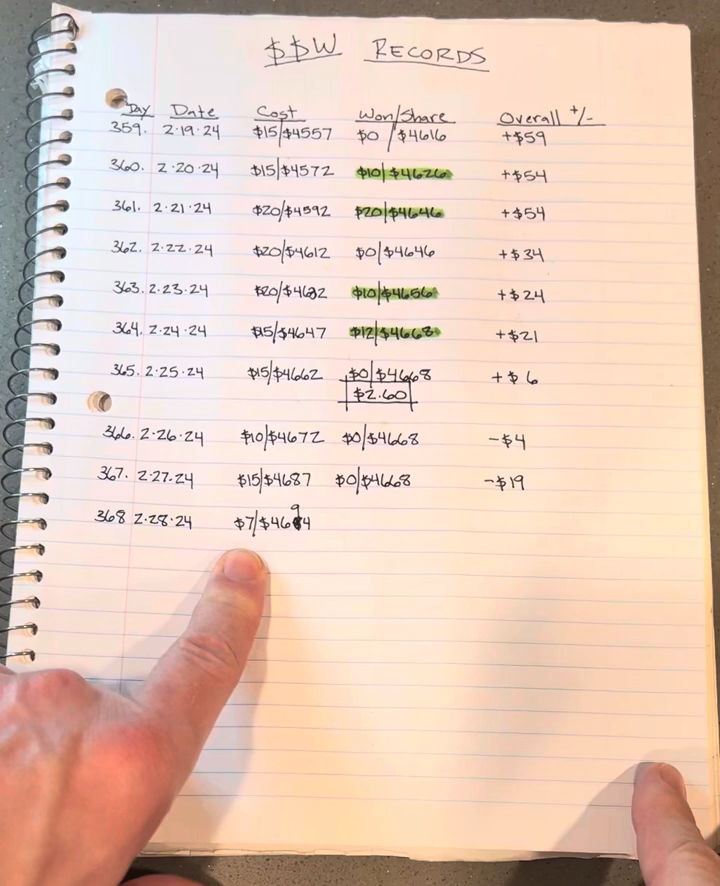 $$W RECORDS
Day Date Cost Won/Share Overall +/-
359. 2·19·24 $15/$4557 $0/$4616 +$59
360. 2·20·24 $15/$4572 $10/$4626 +$54
361. 2·21·24 $20/$4592 $20/$4646 +$54
362. 2·22·24 $20/$4612 $0/$4646 +$34
363. 2·23·24 $20/$4632 $10/$4656 +$24
364. 2·24·24 $15/$4647 $12/$4668 +$21
365. 2·25·24 $15/$4662 $0/$4668 +$6
$2.60
366. 2·26·24 $10/$4672 $0/$4668 -$4
367. 2·27·24 $15/$4687 $0/$4668 -$19
368 2·28·24 $7/$4694